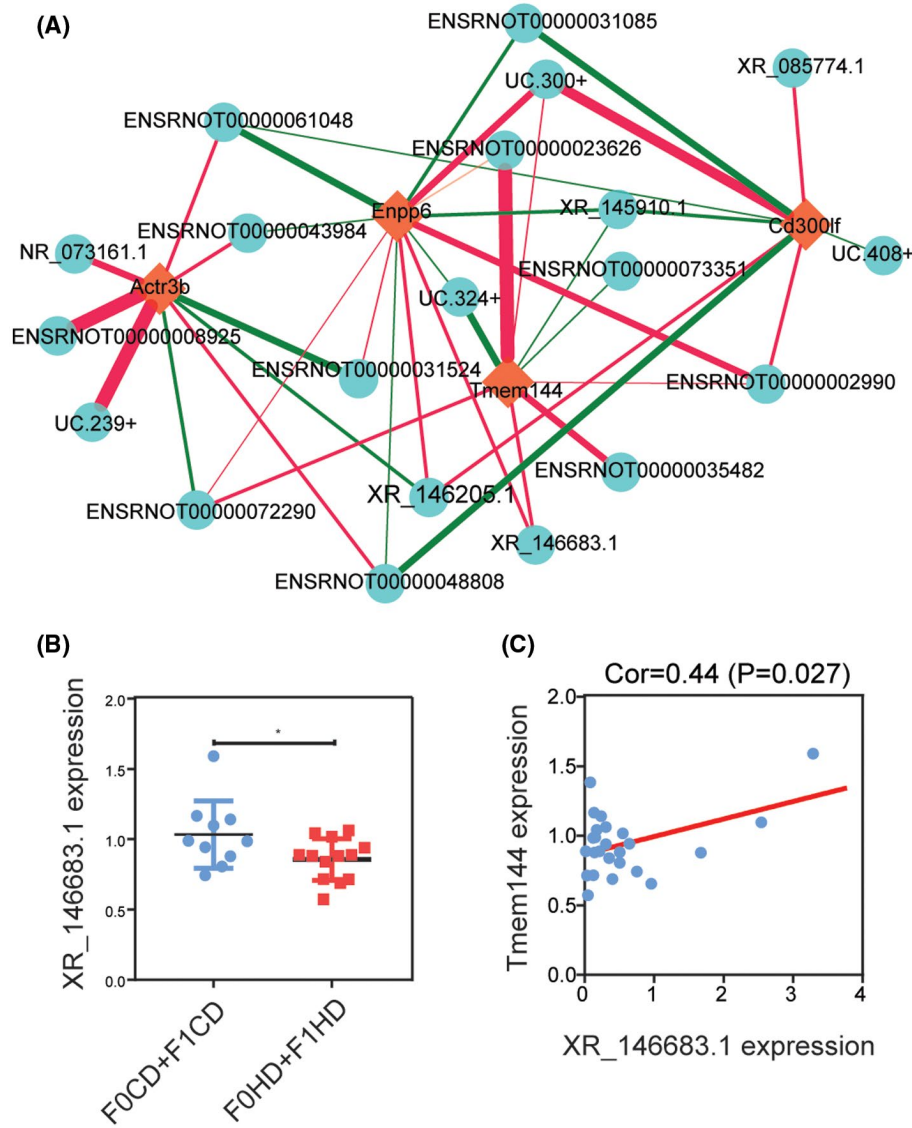 (A)
ENSRNOT00000031085
UC.300+
XR_085774.1
ENSRNOT00000061048
ENSRNOT00000023626
Enpp6
XR_145910.1
Cd300lf
ENSRNOT00000043984
NR_073161.1
UC.408+
Actr3b
ENSRNOT00000073351
UC.324+
ENSRNOT00000008925
ENSRNOT00000031524
Tmem144
ENSRNOT00000002990
UC.239+
ENSRNOT00000035482
XR_146205.1
ENSRNOT00000072290
XR_146683.1
ENSRNOT00000048808
(B)
XR_146683.1 expression
2.0
1.5
1.0
0.5
0.0
*
F0CD+F1CD
F0HD+F1HD
(C)
Cor=0.44 (P=0.027)
Tmem144 expression
2.0
1.5
1.0
0.5
0.0
0 1 2 3 4
XR_146683.1 expression